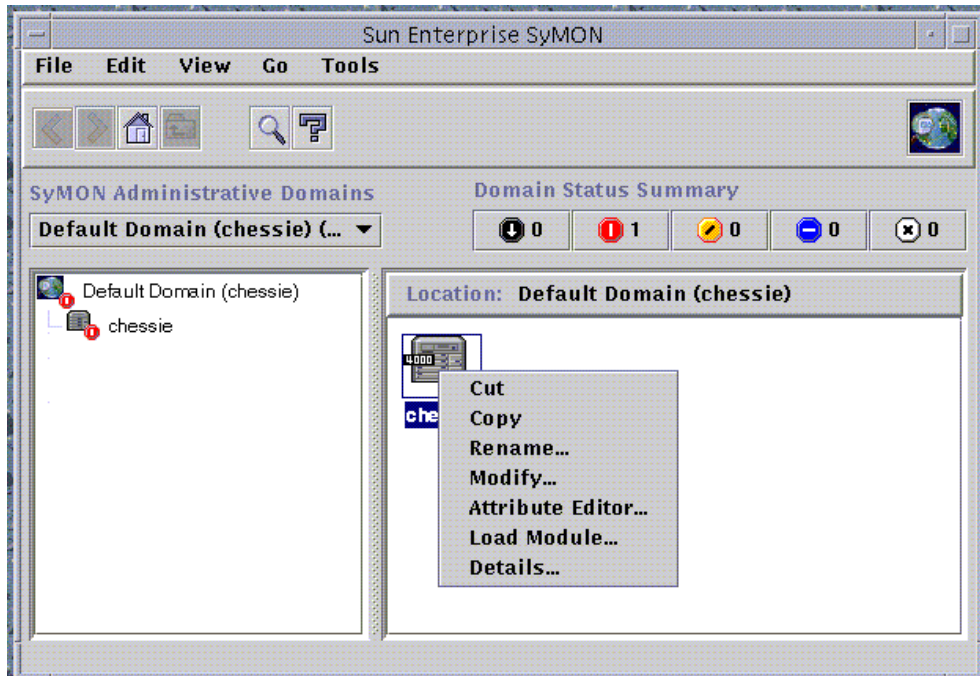 Sun Enterprise SyMON
File Edit View Go Tools
SyMON Administrative Domains
Domain Status Summary
Default Domain (chessie) (...
0 1 0 0 0
Default Domain (chessie)
chessie
Location: Default Domain (chessie)
4000
che
Cut
Copy
Rename...
Modify...
Attribute Editor...
Load Module...
Details...